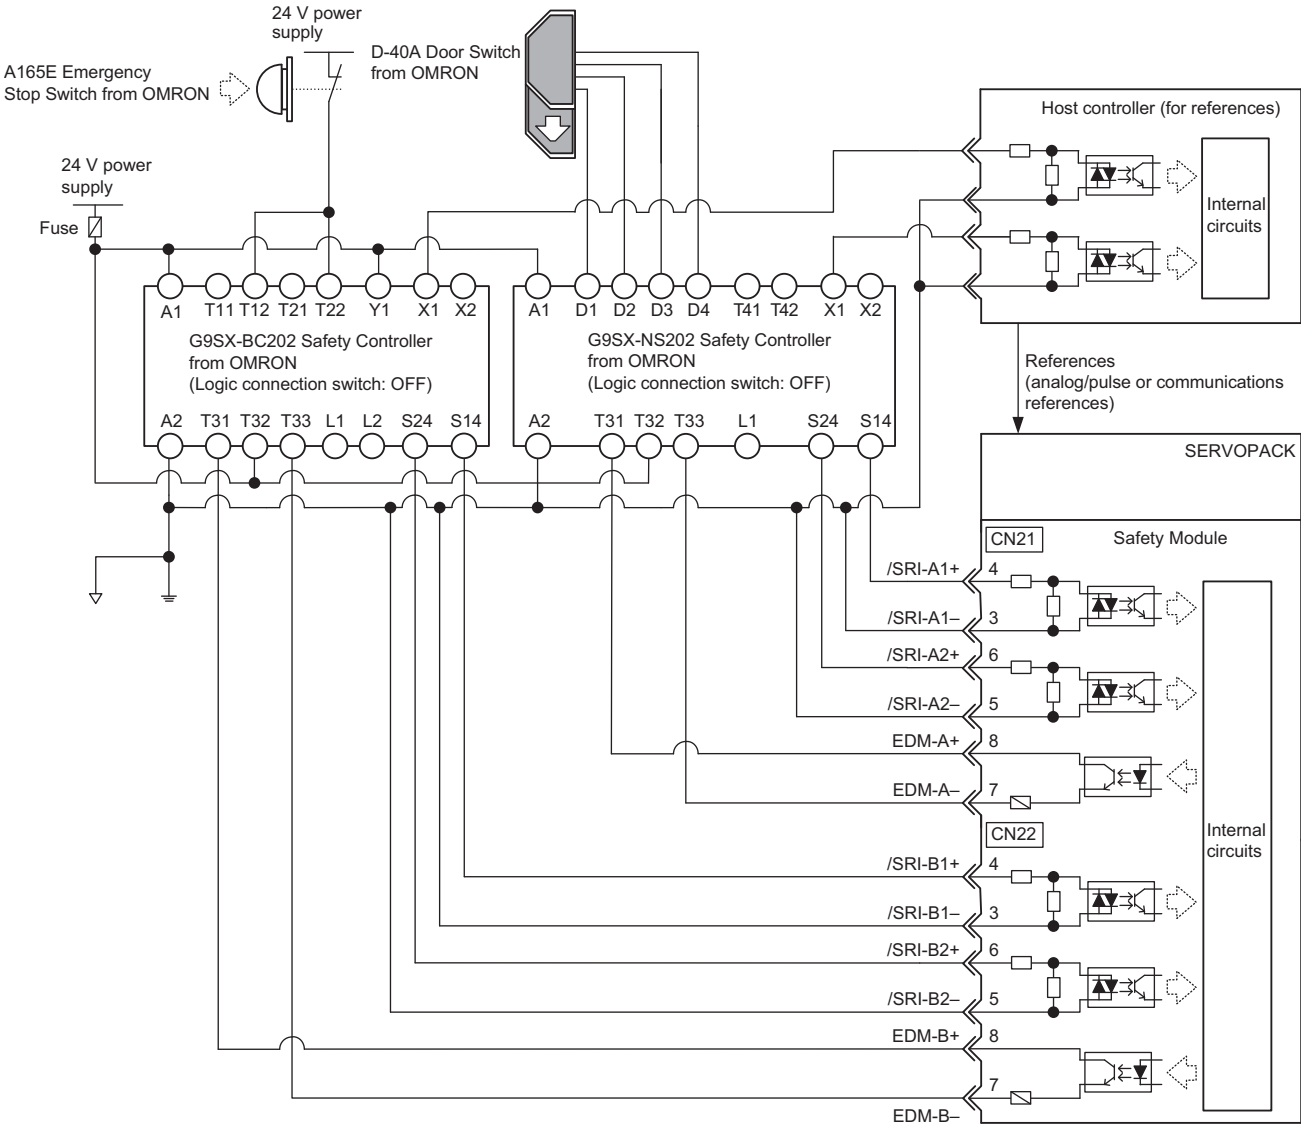 24 V power
supply
A165E Emergency
Stop Switch from OMRON
D-40A Door Switch
from OMRON
Host controller (for references)
Internal
circuits
24 V power
supply
Fuse
A1 T11 T12 T21 T22 Y1 X1 X2
G9SX-BC202 Safety Controller
from OMRON
(Logic connection switch: OFF)
A2 T31 T32 T33 L1 L2 S24 S14
A1 D1 D2 D3 D4 T41 T42 X1 X2
G9SX-NS202 Safety Controller
from OMRON
(Logic connection switch: OFF)
A2 T31 T32 T33 L1 S24 S14
References
(analog/pulse or communications
references)
SERVOPACK
CN21
Safety Module
/SRI-A1+ 4
/SRI-A1– 3
/SRI-A2+ 6
/SRI-A2– 5
EDM-A+ 8
EDM-A– 7
CN22
Internal
circuits
/SRI-B1+ 4
/SRI-B1– 3
/SRI-B2+ 6
/SRI-B2– 5
EDM-B+ 8
7
EDM-B–